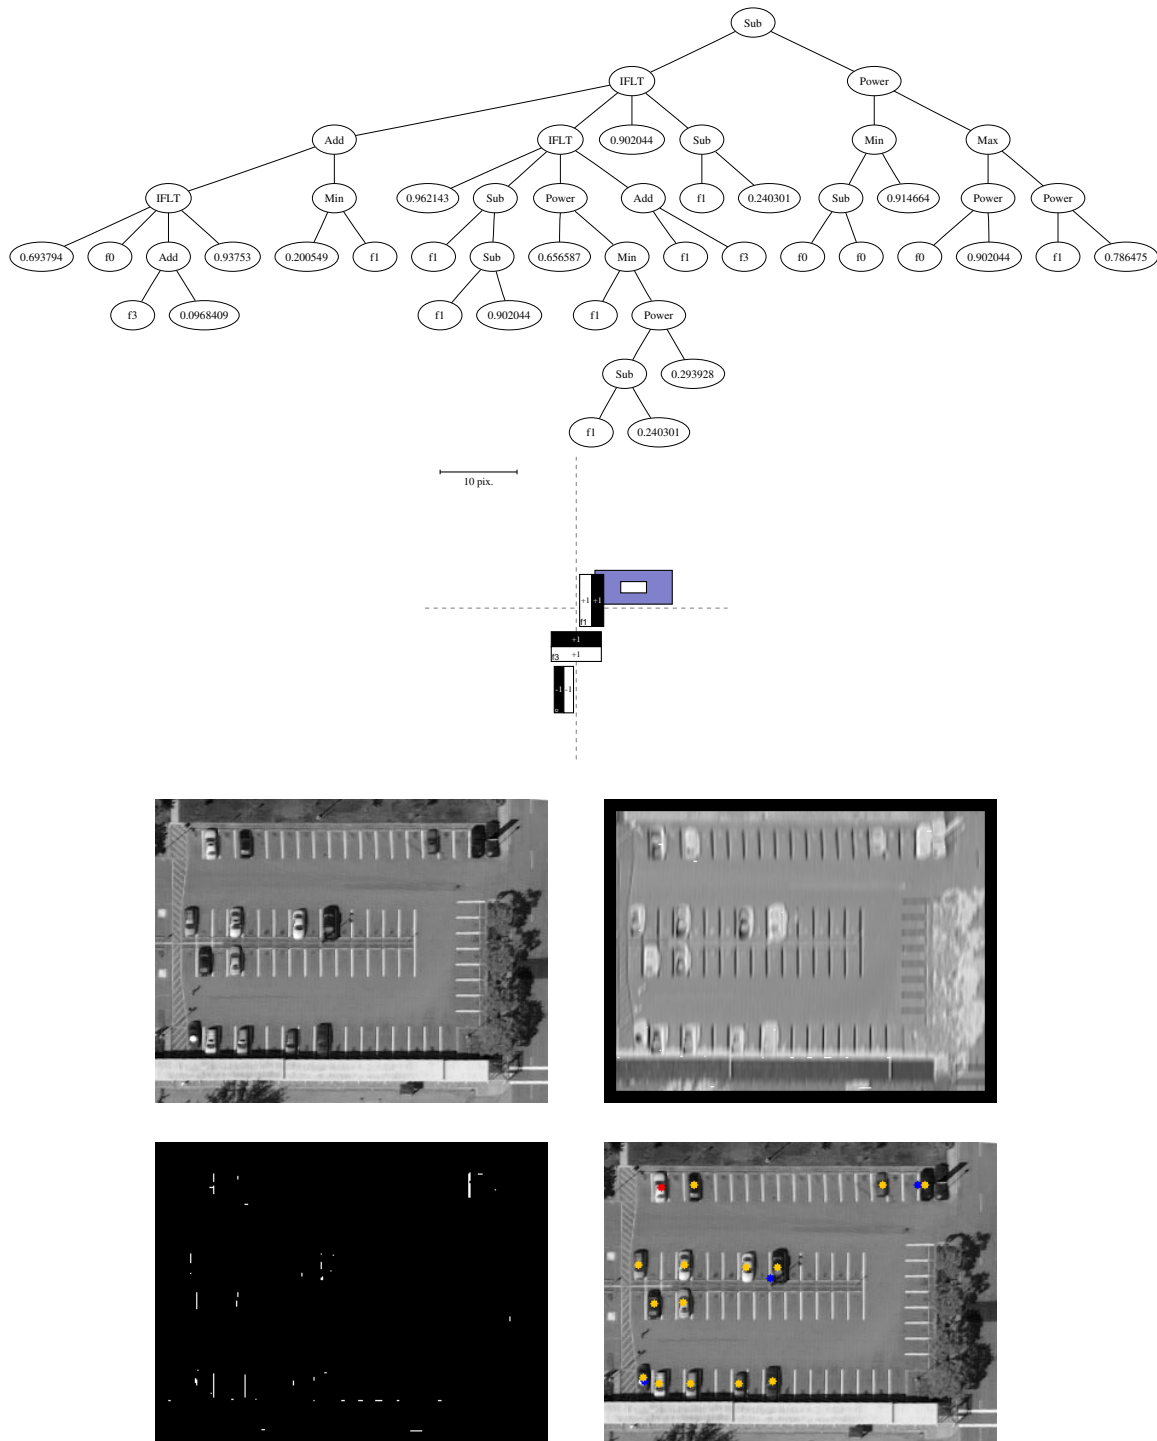 Sub
IFLT Power
Add IFLT 0.902044 Sub Min Max
IFLT Min 0.962143 Sub Power Add f1 0.240301 Sub 0.914664 Power Power
0.693794 f0 Add 0.93753 0.200549 f1 f1 Sub 0.656587 Min f1 f3 f0 f0 f0 0.902044 f1 0.786475
f3 0.0968409 f1 0.902044 f1 Power
Sub 0.293928
f1 0.240301
10 pix.
+1 +1
f1
+1
f3 +1
-1 -1